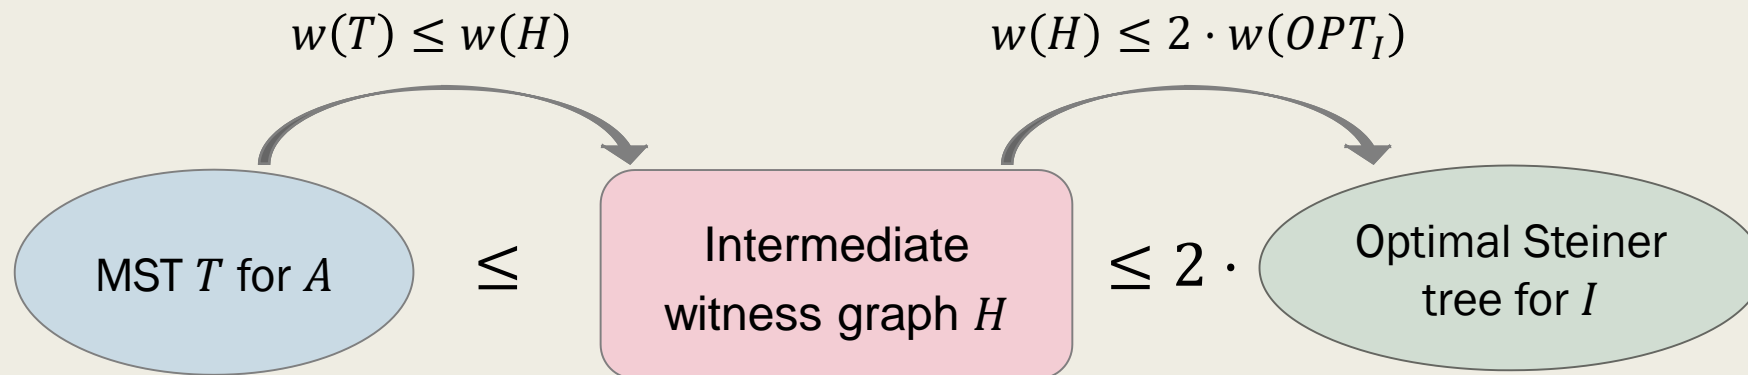 w(T) ≤ w(H)
w(H) ≤ 2 · w(OPT_I)
MST T for A
≤
Intermediate
witness graph H
≤ 2 ·
Optimal Steiner
tree for I